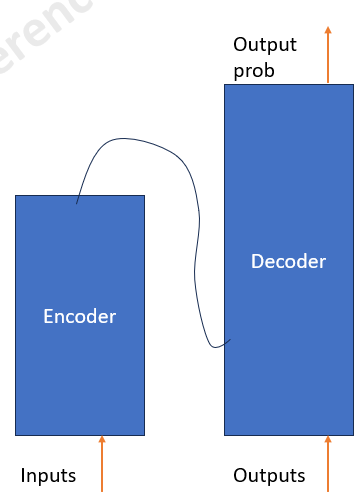 Output
prob
Decoder
Encoder
Inputs
Outputs